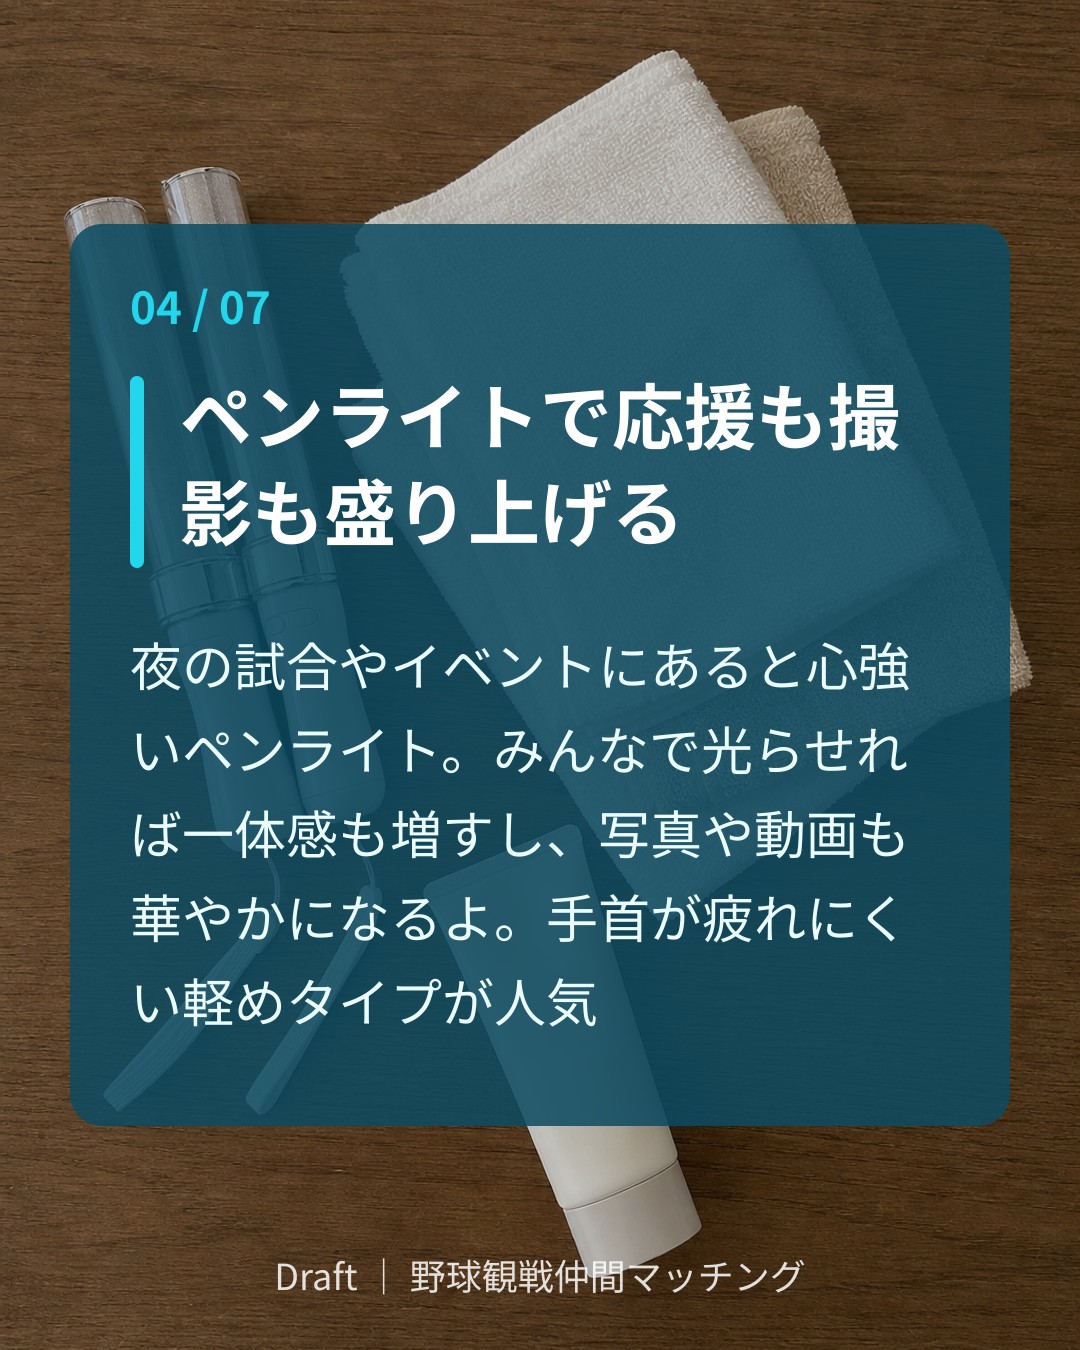 04 / 07
ペンライトで応援も撮
影も盛り上げる
夜の試合やイベントにあると心強
いペンライト。みんなで光らせれ
ば一体感も増すし、写真や動画も
華やかになるよ。手首が疲れにく
い軽めタイプが人気
Draft ｜ 野球観戦仲間マッチング